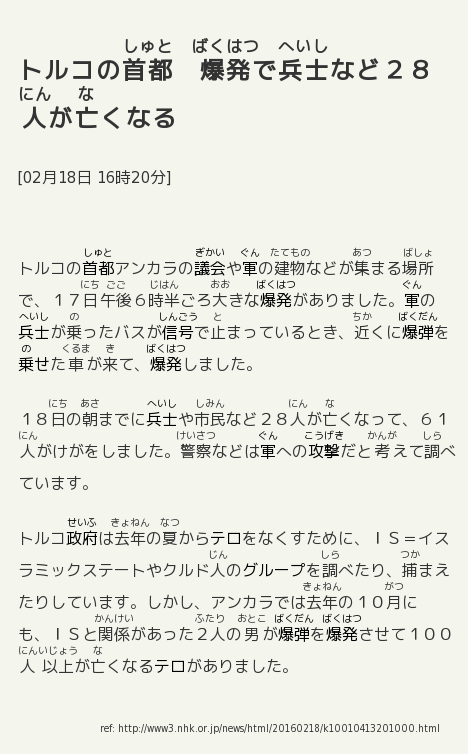 トルコの首都　爆発で兵士など２８
人が亡くなる
[02月18日 16時20分]
トルコの首都アンカラの議会や軍の建物などが集まる場所
で、１７日午後６時半ごろ大きな爆発がありました。軍の
兵士が乗ったバスが信号で止まっているとき、近くに爆弾を
乗せた車が来て、爆発しました。
１８日の朝までに兵士や市民など２８人が亡くなって、６１
人がけがをしました。警察などは軍への攻撃だと考えて調べ
ています。
トルコ政府は去年の夏からテロをなくすために、ＩＳ＝イス
ラミックステートやクルド人のグループを調べたり、捕まえ
たりしています。しかし、アンカラでは去年の１０月に
も、ＩＳと関係があった２人の男が爆弾を爆発させて１００
人以上が亡くなるテロがありました。
ref: http://www3.nhk.or.jp/news/html/20160218/k10010413201000.html